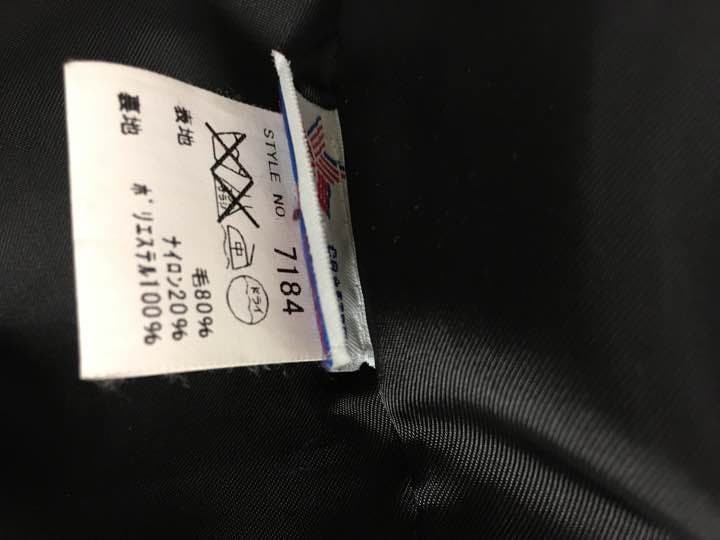 STYLE NO. 7184
中 ドライ
表地 毛80%
ナイロン20%
裏地 ポリエステル100%